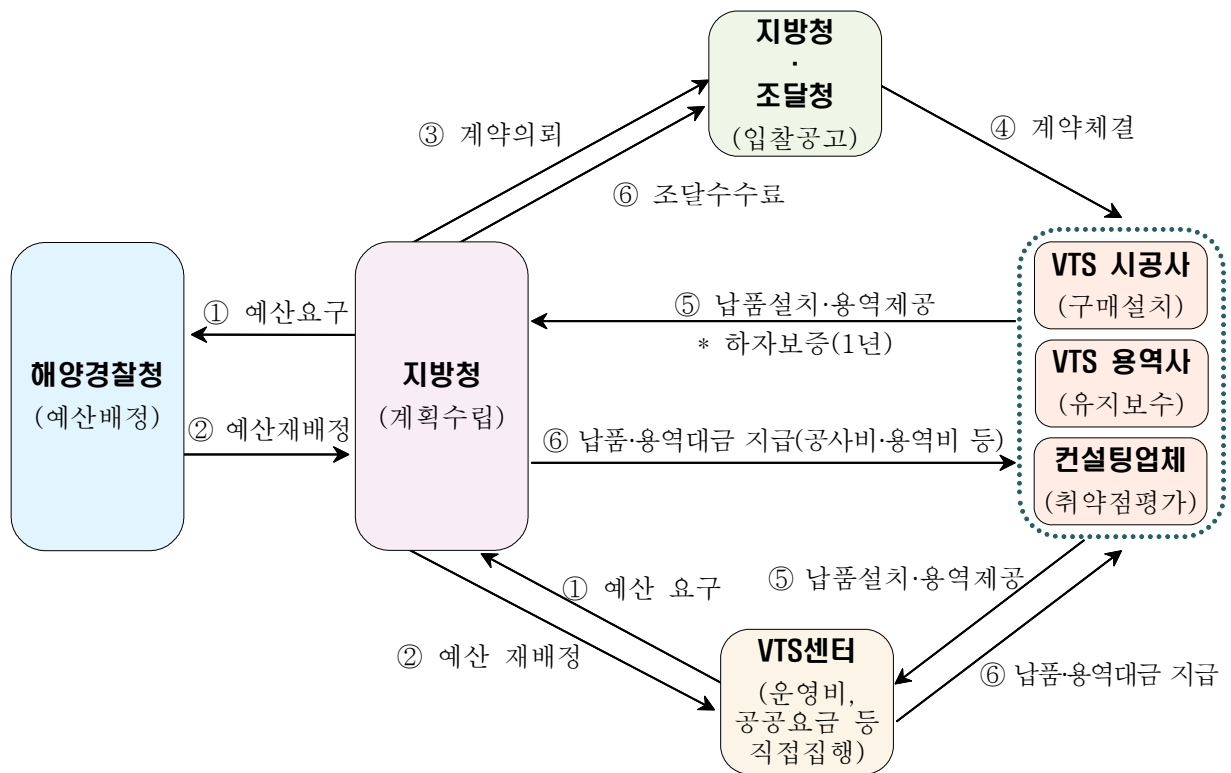 지방청
·
조달청
(입찰공고)
③ 계약의뢰
④ 계약체결
⑥ 조달수수료
VTS 시공사
(구매설치)
① 예산요구
⑤ 납품설치·용역제공
* 하자보증(1년)
해양경찰청
(예산배정)
지방청
(계획수립)
VTS 용역사
(유지보수)
② 예산재배정
⑥ 납품·용역대금 지급(공사비·용역비 등)
컨설팅업체
(취약점평가)
① 예산 요구
⑤ 납품설치·용역제공
② 예산 재배정
VTS센터
(운영비,
공공요금 등
직접집행)
⑥ 납품·용역대금 지급